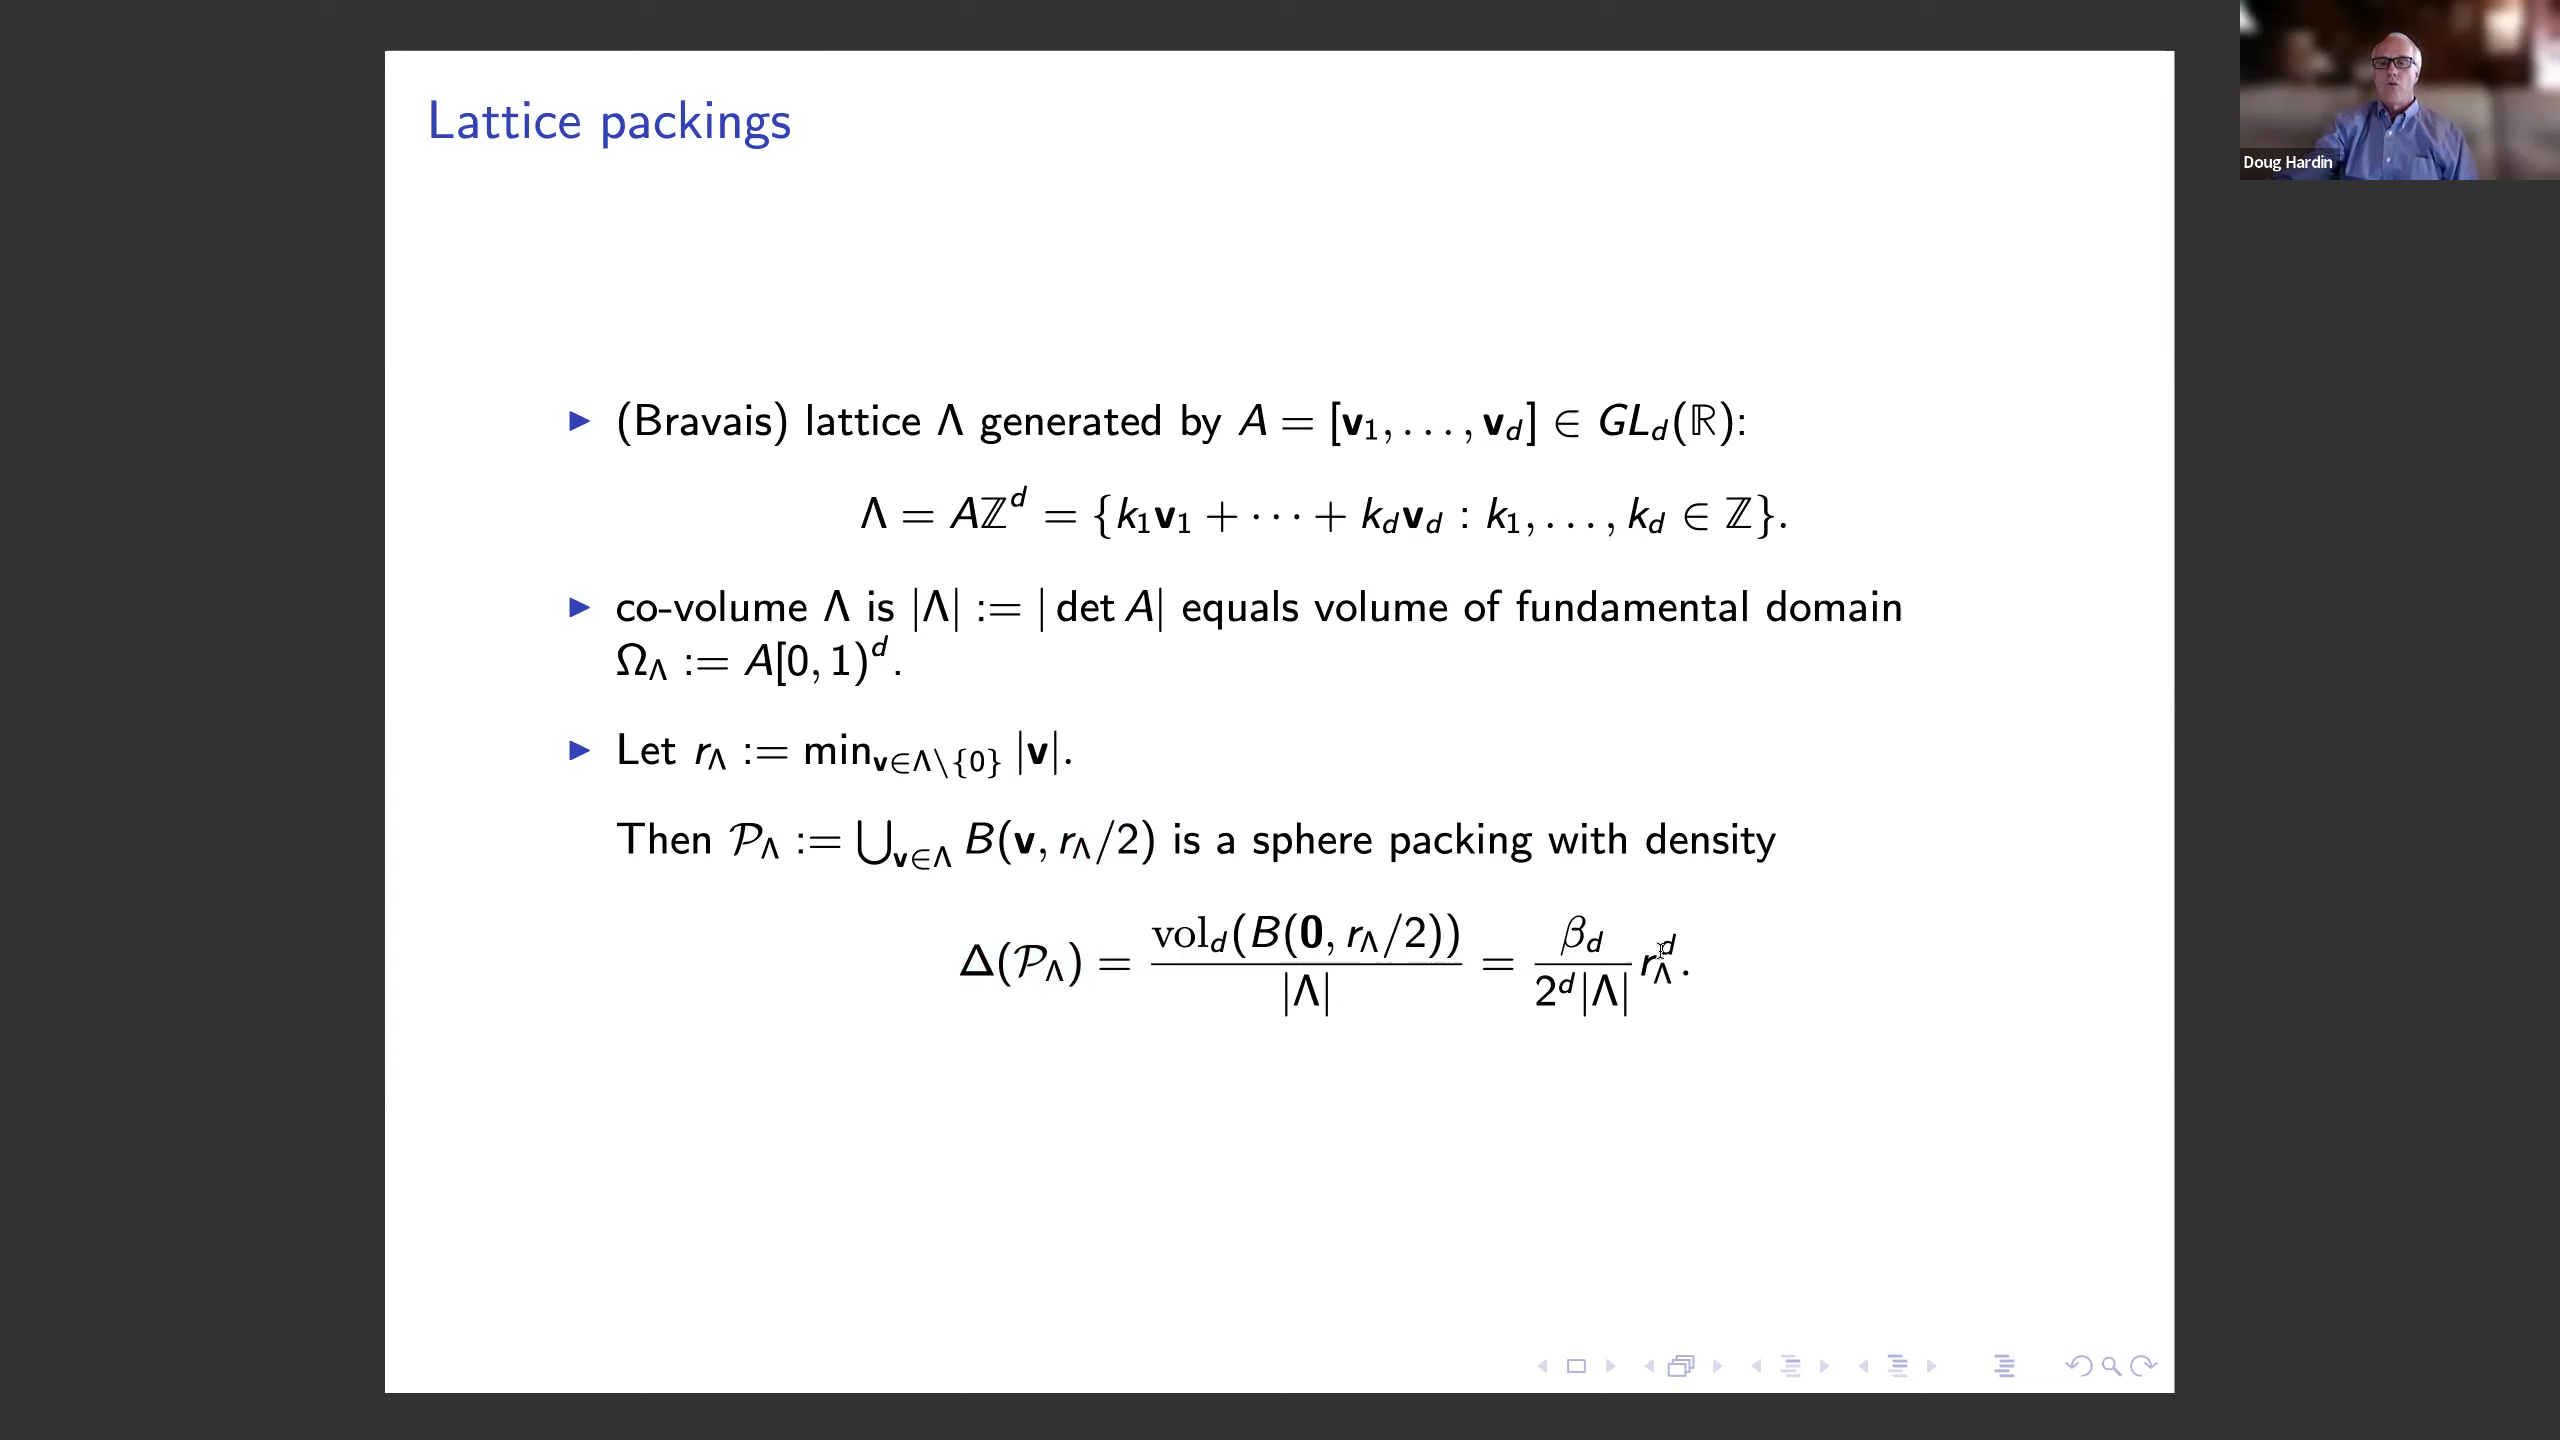 Lattice packings
Doug Hardin
▶ (Bravais) lattice Λ generated by A = [v₁, . . . , v_d] ∈ GL_d(ℝ):
Λ = Aℤ^d = {k₁v₁ + · · · + k_d v_d : k₁, . . . , k_d ∈ ℤ}.
▶ co-volume Λ is |Λ| := | det A| equals volume of fundamental domain
Ω_Λ := A[0, 1)^d.
▶ Let r_Λ := min_{v∈Λ\{0}} |v|.
Then 𝒫_Λ := ⋃_{v∈Λ} B(v, r_Λ/2) is a sphere packing with density
Δ(𝒫_Λ) = vol_d(B(0, r_Λ/2)) / |Λ| = β_d / 2^d|Λ| r_Λ^d.